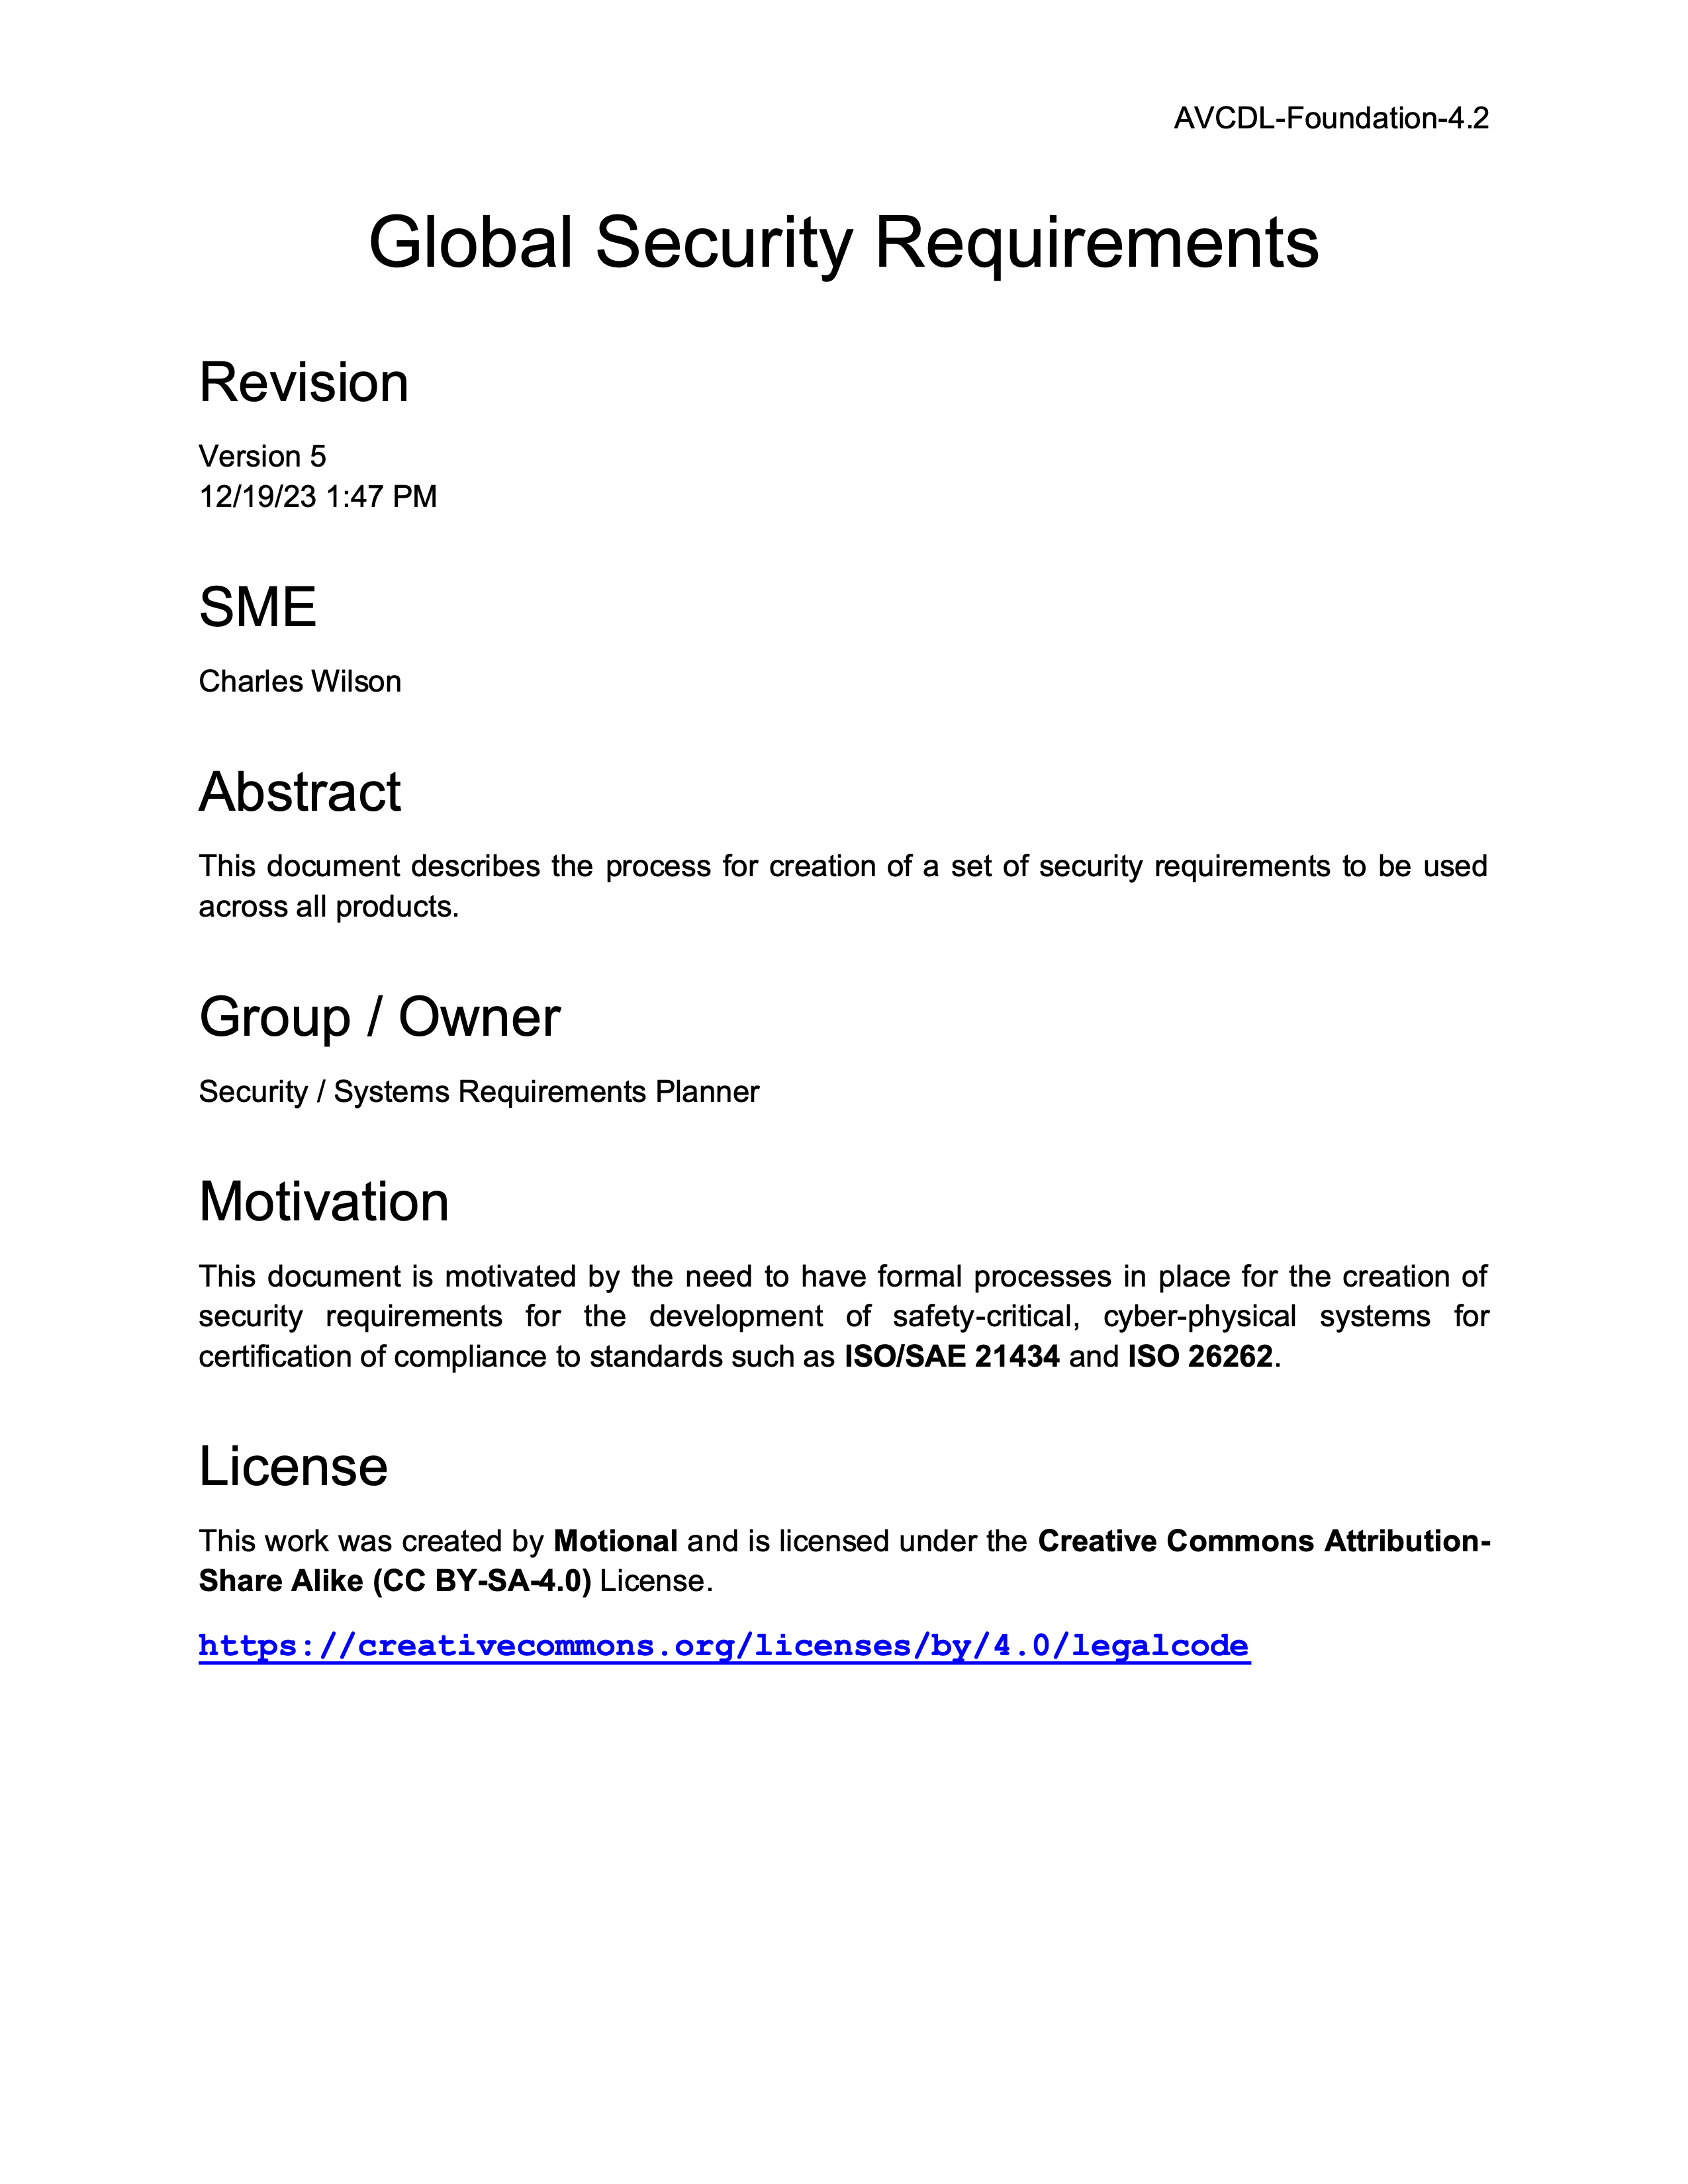 AVCDL-Foundation-4.2
Global Security Requirements
Revision
Version 5
12/19/23 1:47 PM
SME
Charles Wilson
Abstract
This document describes the process for creation of a set of security requirements to be used
across all products.
Group / Owner
Security / Systems Requirements Planner
Motivation
This document is motivated by the need to have formal processes in place for the creation of
security requirements for the development of safety-critical, cyber-physical systems for
certification of compliance to standards such as ISO/SAE 21434 and ISO 26262.
License
This work was created by Motional and is licensed under the Creative Commons Attribution-
Share Alike (CC BY-SA-4.0) License.
https://creativecommons.org/licenses/by/4.0/legalcode